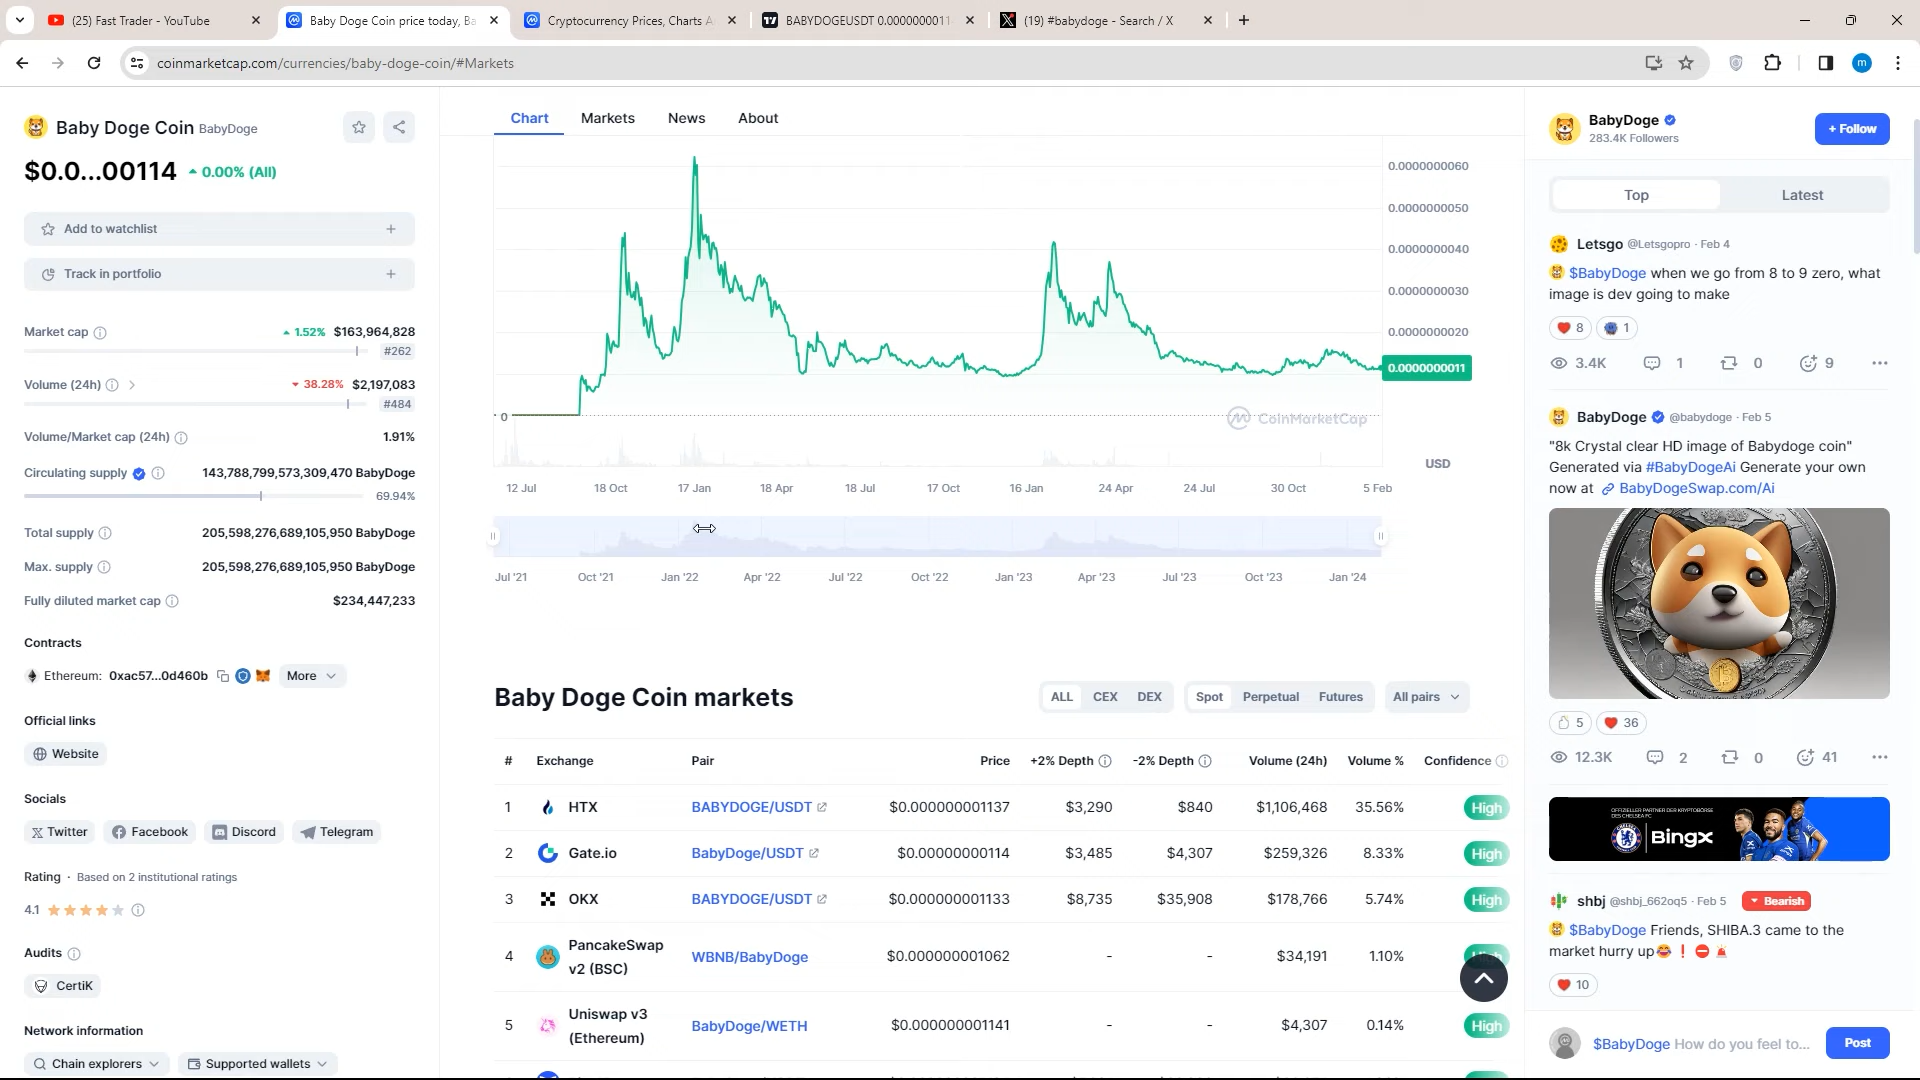 (25) Fast Trader - YouTube
Baby Doge Coin price today, Ba
Cryptocurrency Prices, Charts A
BABYDOGEUSDT 0.0000000011
(19) #babydoge - Search / X
coinmarketcap.com/currencies/baby-doge-coin/#Markets
m
Baby Doge Coin BabyDoge
$0.0...00114 0.00% (All)
Add to watchlist
Track in portfolio
Market cap 1.52% $163,964,828
#262
Volume (24h) 38.28% $2,197,083
#484
Volume/Market cap (24h) 1.91%
Circulating supply 143,788,799,573,309,470 BabyDoge
69.94%
Total supply 205,598,276,689,105,950 BabyDoge
Max. supply 205,598,276,689,105,950 BabyDoge
Fully diluted market cap $234,447,233
Contracts
Ethereum: 0xac57...0d460b More
Official links
Website
Socials
Twitter Facebook Discord Telegram
Rating · Based on 2 institutional ratings
4.1
Audits
CertiK
Network information
Chain explorers Supported wallets
Chart Markets News About
0.0000000060
0.0000000050
0.0000000040
0.0000000030
0.0000000020
0.0000000011
0
CoinMarketCap
USD
12 Jul 18 Oct 17 Jan 18 Apr 18 Jul 17 Oct 16 Jan 24 Apr 24 Jul 30 Oct 5 Feb
Jul '21 Oct '21 Jan '22 Apr '22 Jul '22 Oct '22 Jan '23 Apr '23 Jul '23 Oct '23 Jan '24
Baby Doge Coin markets
ALL CEX DEX Spot Perpetual Futures All pairs
# Exchange Pair Price +2% Depth -2% Depth Volume (24h) Volume % Confidence
1 HTX BABYDOGE/USDT $0.000000001137 $3,290 $840 $1,106,468 35.56% High
2 Gate.io BabyDoge/USDT $0.00000000114 $3,485 $4,307 $259,326 8.33% High
3 OKX BABYDOGE/USDT $0.000000001133 $8,735 $35,908 $178,766 5.74% High
4 PancakeSwap v2 (BSC) WBNB/BabyDoge $0.000000001062 - - $34,191 1.10%
5 Uniswap v3 (Ethereum) BabyDoge/WETH $0.000000001141 - - $4,307 0.14% High
BabyDoge
283.4K Followers
+ Follow
Top Latest
Letsgo @Letsgopro · Feb 4
$BabyDoge when we go from 8 to 9 zero, what
image is dev going to make
8 1
3.4K 1 0 9
BabyDoge @babydoge · Feb 5
"8k Crystal clear HD image of Babydoge coin"
Generated via #BabyDogeAi Generate your own
now at BabyDogeSwap.com/Ai
5 36
12.3K 2 0 41
OFFIZIELLER PARTNER DER KRYPTOBÖRSE
DES CHELSEA FC
BingX
shbj @shbj_662oq5 · Feb 5 Bearish
$BabyDoge Friends, SHIBA.3 came to the
market hurry up😂❗⛔🚨
10
$BabyDoge How do you feel to...
Post